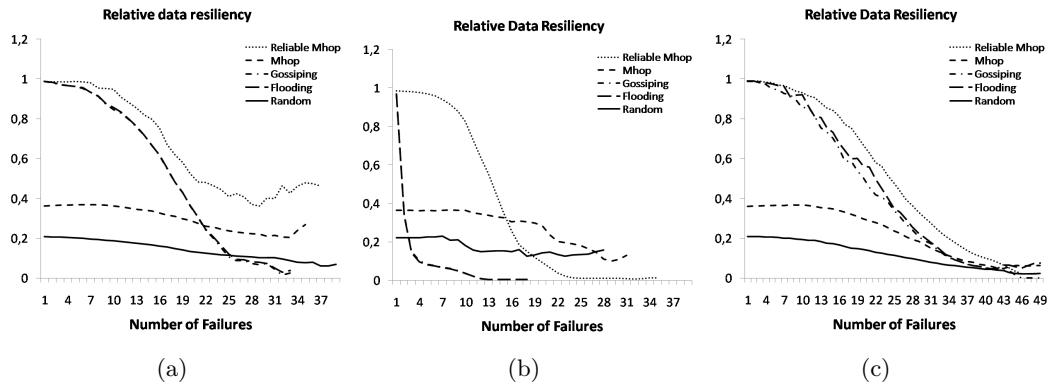 Relative data resiliency
1,2
1
0,8
0,6
0,4
0,2
0
Reliable Mhop
Mhop
Gossiping
Flooding
Random
1 4 7 10 13 16 19 22 25 28 31 34 37
Number of Failures
(a)
Relative Data Resiliency
1,2
1
0,8
0,6
0,4
0,2
0
Reliable Mhop
Mhop
Gossiping
Flooding
Random
1 4 7 10 13 16 19 22 25 28 31 34 37
Number of Failures
(b)
Relative Data Resiliency
1,2
1
0,8
0,6
0,4
0,2
0
Reliable Mhop
Mhop
Gossiping
Flooding
Random
1 4 7 10 13 16 19 22 25 28 31 34 37 40 43 46 49
Number of Failures
(c)